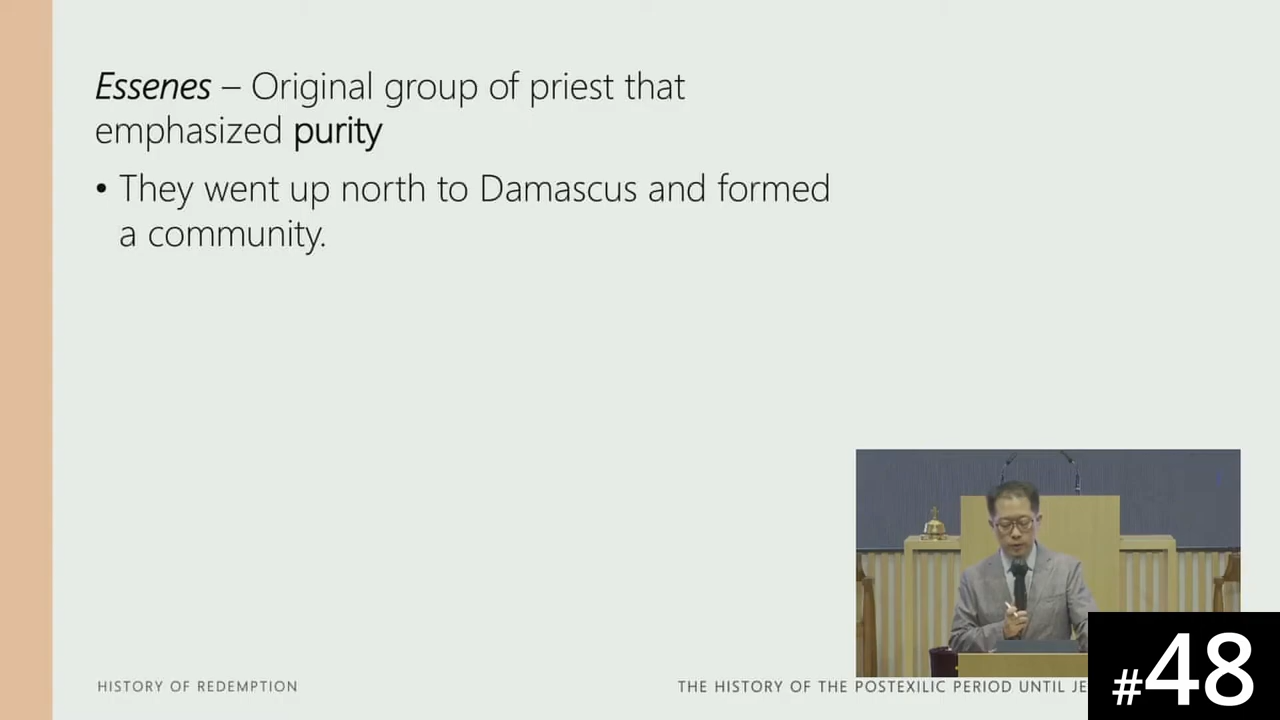 Essenes – Original group of priest that
emphasized purity
• They went up north to Damascus and formed
a community.
HISTORY OF REDEMPTION
THE HISTORY OF THE POSTEXILIC PERIOD UNTIL
#48